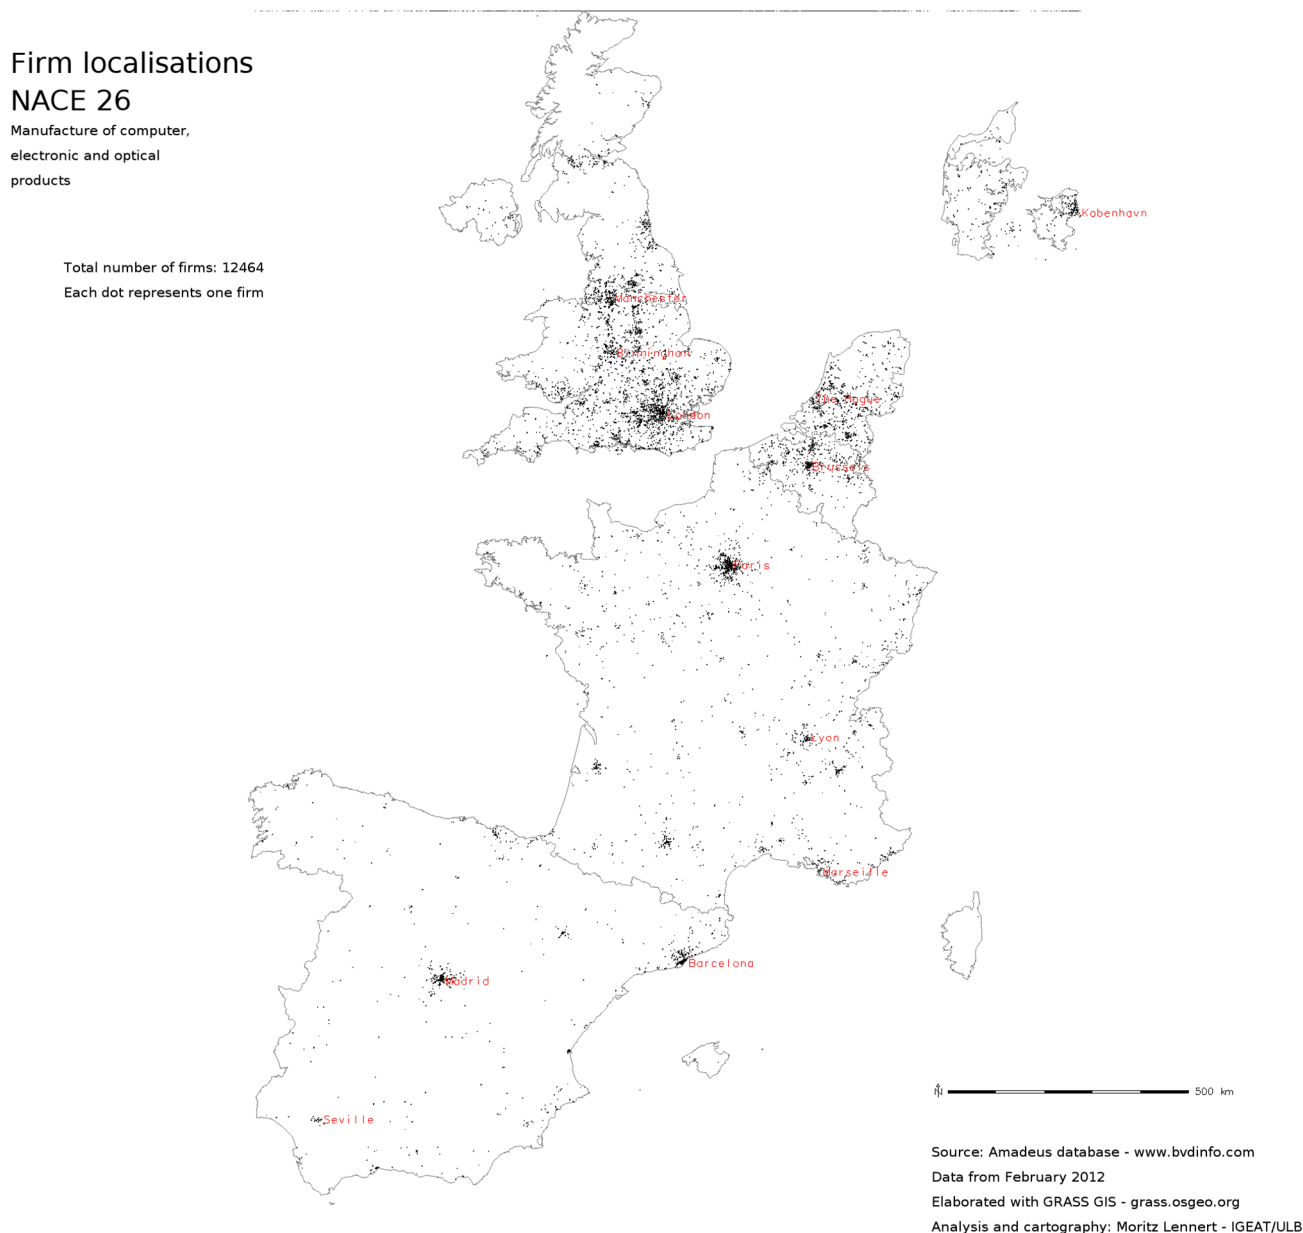 Firm localisations
NACE 26
Manufacture of computer,
electronic and optical
products
Total number of firms: 12464
Each dot represents one firm
Kobenhavn
Manchester
Birmingham
The Hague
London
Brussels
Paris
Lyon
Marseille
Barcelona
Madrid
Seville
N
500 km
Source: Amadeus database - www.bvdinfo.com
Data from February 2012
Elaborated with GRASS GIS - grass.osgeo.org
Analysis and cartography: Moritz Lennert - IGEAT/ULB